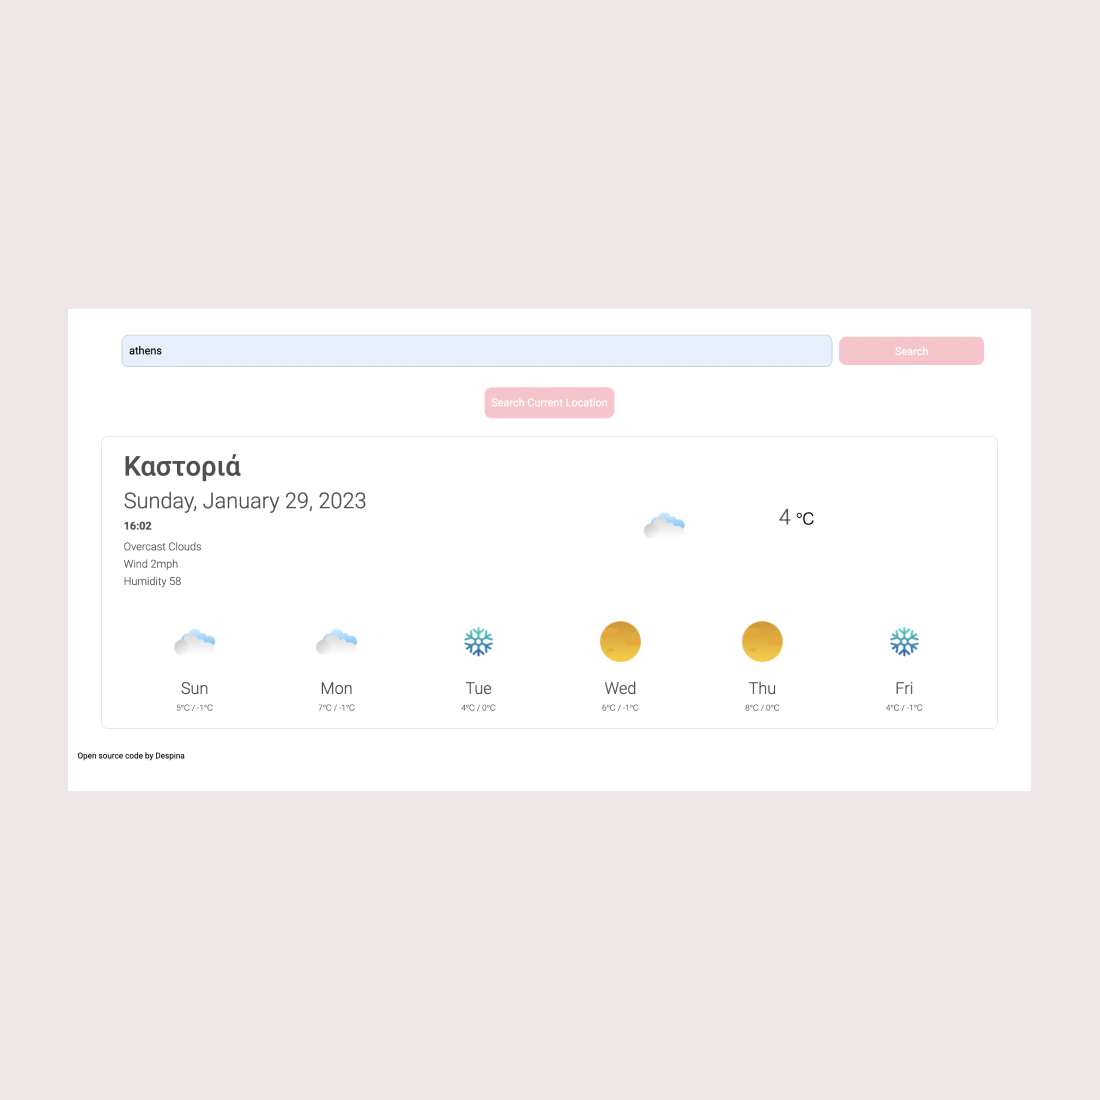 athens
Search
Search Current Location
Καστοριά
Sunday, January 29, 2023
16:02
4 °C
Overcast Clouds
Wind 2mph
Humidity 58
Sun Mon Tue Wed Thu Fri
5°C / -1°C 7°C / -1°C 4°C / 0°C 6°C / -1°C 8°C / 0°C 4°C / -1°C
Open source code by Despina